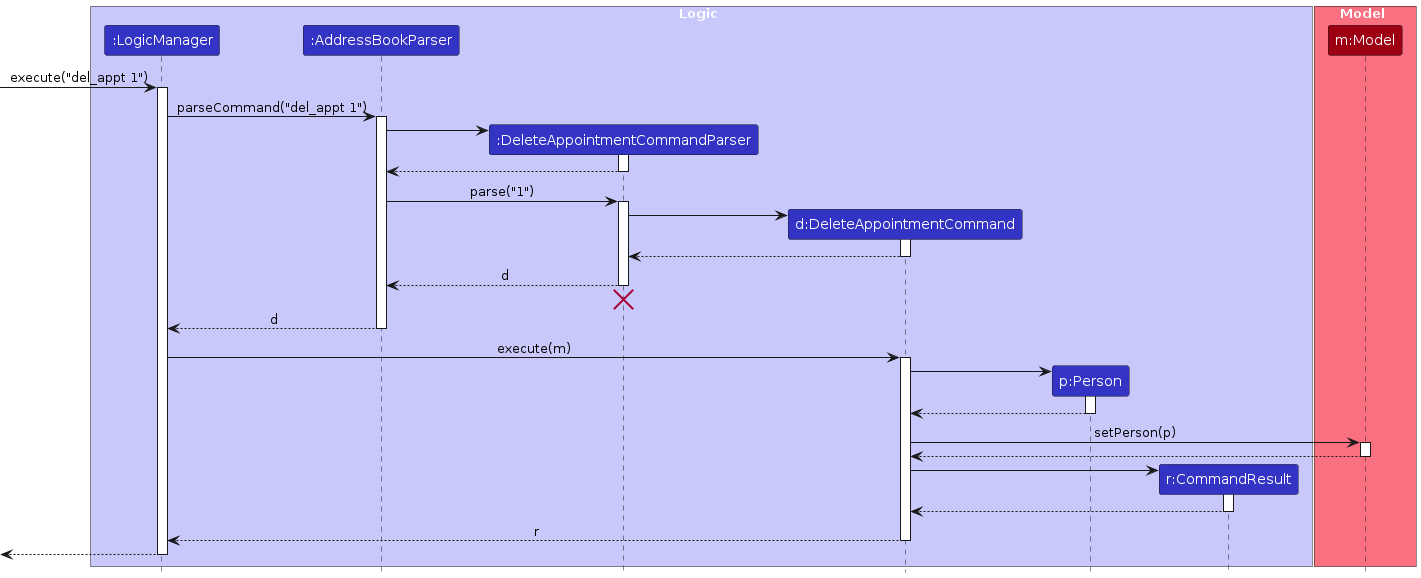 Logic
Model
:LogicManager
:AddressBookParser
m:Model
execute("del_appt 1")
parseCommand("del_appt 1")
:DeleteAppointmentCommandParser
parse("1")
d:DeleteAppointmentCommand
d
d
execute(m)
p:Person
setPerson(p)
r:CommandResult
r